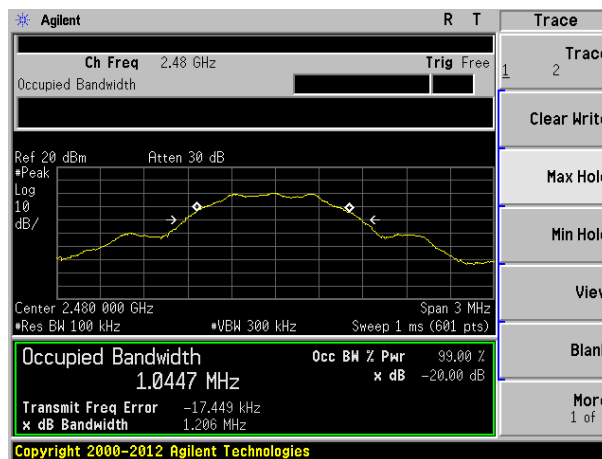 Agilent R T Trace
Ch Freq 2.48 GHz Trig Free
Occupied Bandwidth
Trace
1 2
Clear Write
Max Hold
Min Hold
View
Blank
More
1 of
Ref 20 dBm Atten 30 dB
#Peak
Log
10
dB/
Center 2.480 000 GHz Span 3 MHz
#Res BW 100 kHz #VBW 300 kHz Sweep 1 ms (601 pts)
Occupied Bandwidth Occ BW % Pwr 99.00 %
1.0447 MHz x dB -20.00 dB
Transmit Freq Error -17.449 kHz
x dB Bandwidth 1.206 MHz
Copyright 2000-2012 Agilent Technologies